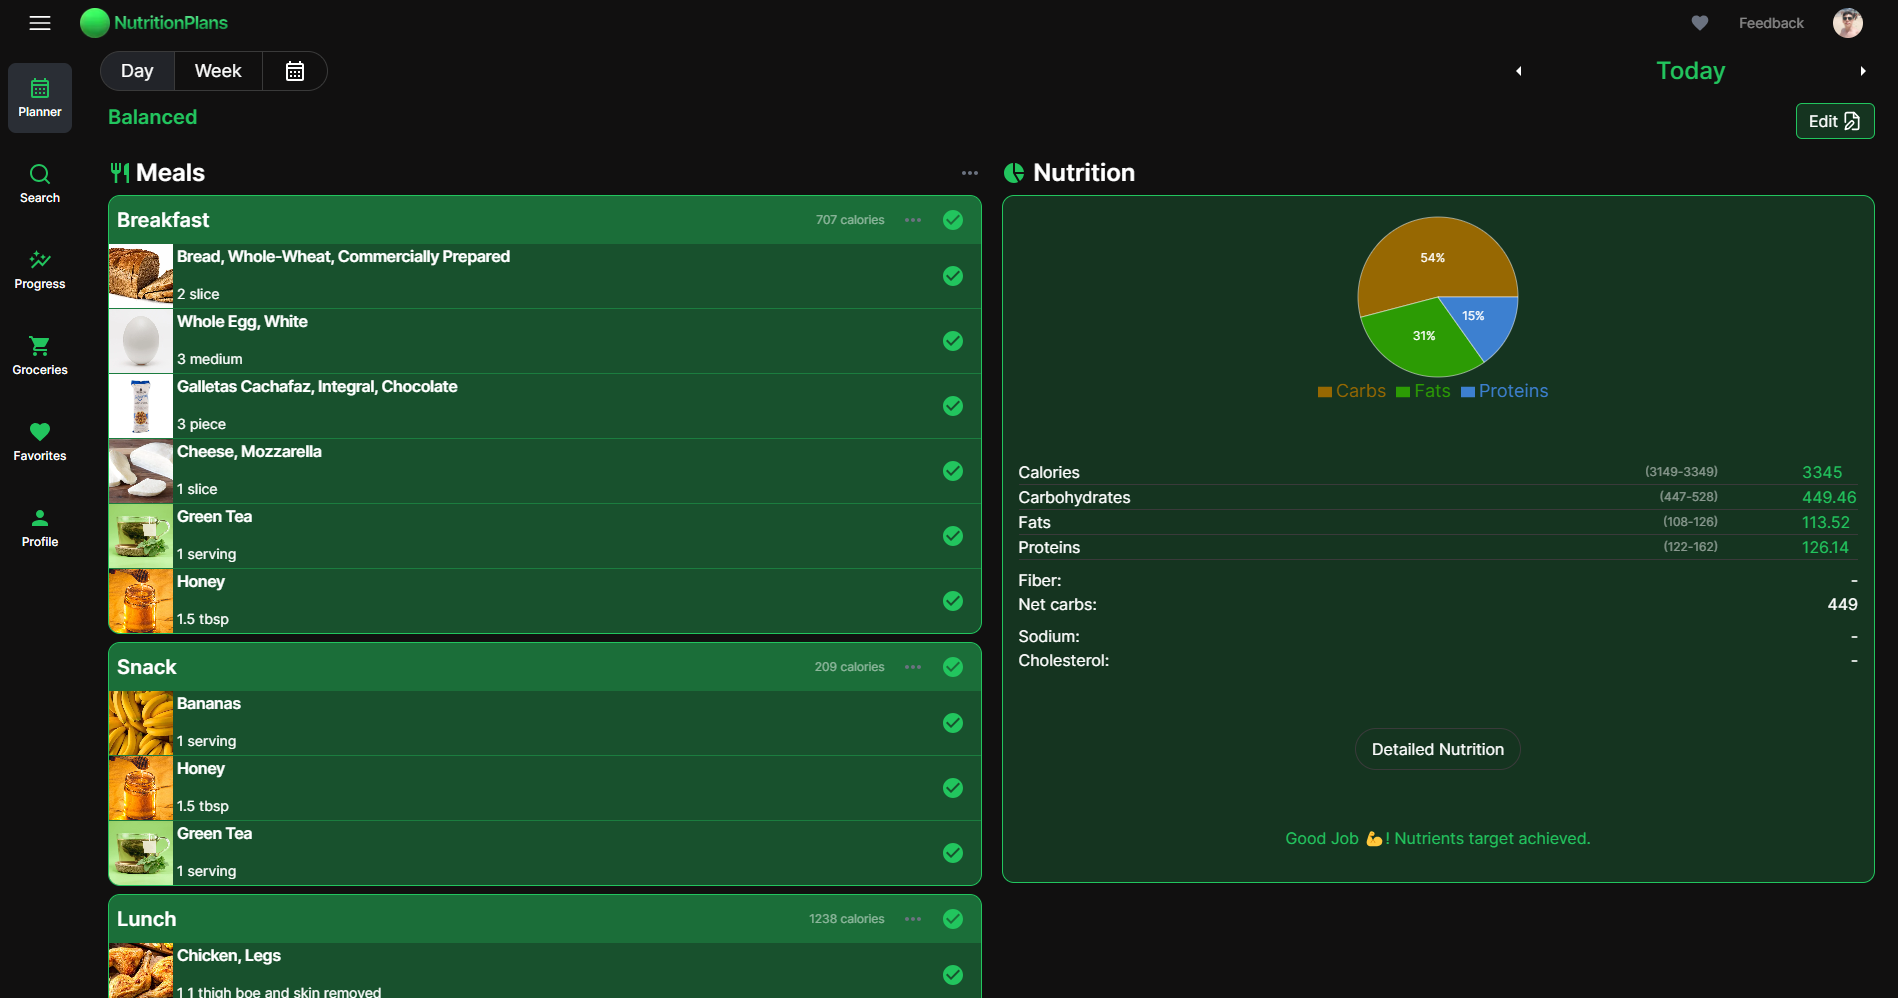 NutritionPlans
Feedback
Day
Week
Today
Planner
Balanced
Edit
Search
Progress
Groceries
Favorites
Profile
Meals
Breakfast
707 calories
Bread, Whole-Wheat, Commercially Prepared
2 slice
Whole Egg, White
3 medium
Galletas Cachafaz, Integral, Chocolate
3 piece
Cheese, Mozzarella
1 slice
Green Tea
1 serving
Honey
1.5 tbsp
Snack
209 calories
Bananas
1 serving
Honey
1.5 tbsp
Green Tea
1 serving
Lunch
1238 calories
Chicken, Legs
1 1 thigh boe and skin removed
Nutrition
54%
15%
31%
Carbs Fats Proteins
Calories (3149-3349) 3345
Carbohydrates (447-528) 449.46
Fats (108-126) 113.52
Proteins (122-162) 126.14
Fiber: -
Net carbs: 449
Sodium: -
Cholesterol: -
Detailed Nutrition
Good Job 💪! Nutrients target achieved.